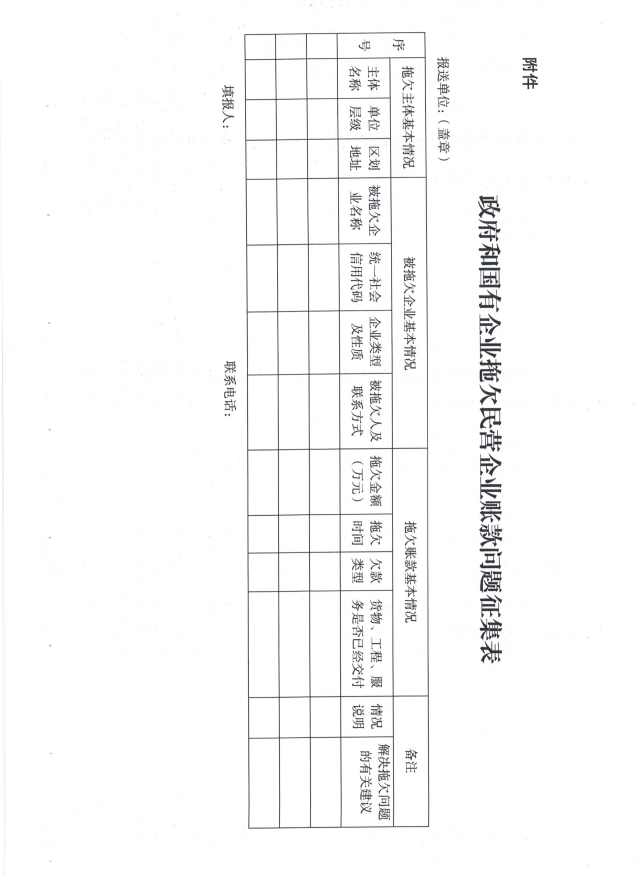 附件
政府和国有企业拖欠民营企业账款问题征集表
报送单位：（盖章）
序
号
拖欠主体基本情况
被拖欠企业基本情况
拖欠账款基本情况
备注
主体
名称
单位
层级
区划
地址
被拖欠企
业名称
统一社会
信用代码
企业类型
及性质
被拖欠人及
联系方式
拖欠金额
（万元）
拖欠
时间
欠款
类型
货物、工程、服
务是否已经交付
情况
说明
解决拖欠问题
的有关建议
填报人：
联系电话：